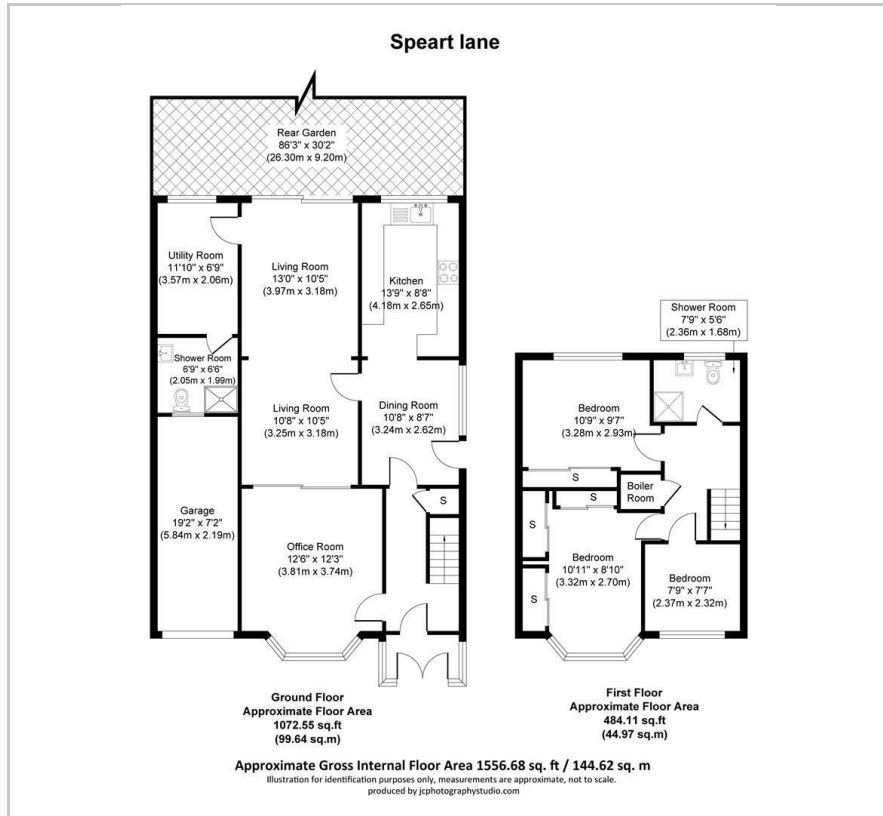 Speart lane
Rear Garden
86'3" x 30'2"
(26.30m x 9.20m)
Utility Room
11'10" x 6'9"
(3.57m x 2.06m)
Living Room
13'0" x 10'5"
(3.97m x 3.18m)
Kitchen
13'9" x 8'8"
(4.18m x 2.65m)
Shower Room
6'9" x 6'6"
(2.05m x 1.99m)
Living Room
10'8" x 10'5"
(3.25m x 3.18m)
Dining Room
10'8" x 8'7"
(3.24m x 2.62m)
S
Garage
19'2" x 7'2"
(5.84m x 2.19m)
Office Room
12'6" x 12'3"
(3.81m x 3.74m)
Ground Floor
Approximate Floor Area
1072.55 sq.ft
(99.64 sq.m)
Shower Room
7'9" x 5'6"
(2.36m x 1.68m)
Bedroom
10'9" x 9'7"
(3.28m x 2.93m)
S
Boiler
Room
S
S
S
Bedroom
10'11" x 8'10"
(3.32m x 2.70m)
Bedroom
7'9" x 7'7"
(2.37m x 2.32m)
First Floor
Approximate Floor Area
484.11 sq.ft
(44.97 sq.m)
Approximate Gross Internal Floor Area 1556.68 sq. ft / 144.62 sq. m
Illustration for identification purposes only, measurements are approximate, not to scale.
produced by jcphotographystudio.com